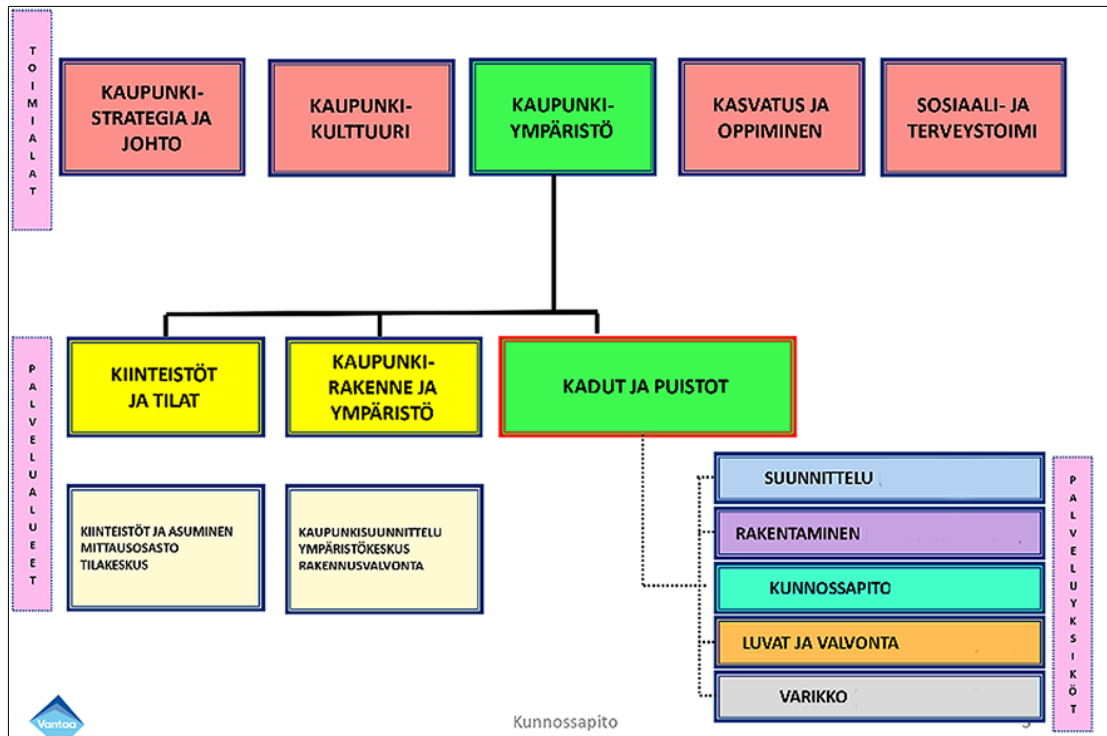 TOIMIALAT
KAUPUNKI-
STRATEGIA JA
JOHTO
KAUPUNKI-
KULTTUURI
KAUPUNKI-
YMPÄRISTÖ
KASVATUS JA
OPPIMINEN
SOSIAALI- JA
TERVEYSTOIMI
PALVELUALUEET
KIINTEISTÖT
JA TILAT
KAUPUNKI-
RAKENNE JA
YMPÄRISTÖ
KADUT JA PUISTOT
KIINTEISTÖT JA ASUMINEN
MITTAUSOSASTO
TILAKESKUS
KAUPUNKISUUNNITTELU
YMPÄRISTÖKESKUS
RAKENNUSVALVONTA
SUUNNITTELU
RAKENTAMINEN
KUNNOSSAPITO
LUVAT JA VALVONTA
VARIKKO
PALVELUYKSIKÖT
Vantaa
Kunnossapito